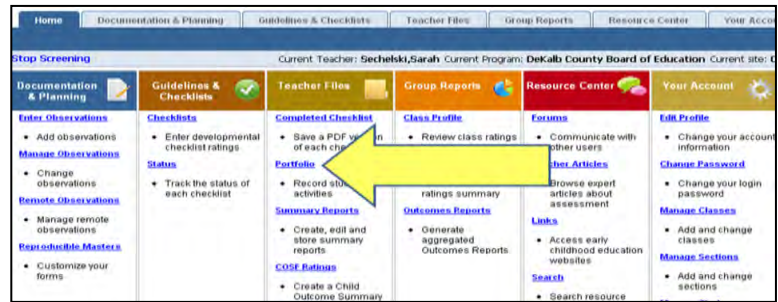 Home
Documentation & Planning
Guidelines & Checklists
Teacher Files
Group Reports
Resource Center
Your Acco
Stop Screening
Current Teacher: Sechelski,Sarah Current Program: DeKalb County Board of Education Current site:
Documentation
& Planning
Enter Observations
• Add observations
Manage Observations
• Change
observations
Remote Observations
• Manage remote
observations
Reproducible Masters
• Customize your
forms
Guidelines &
Checklists
Checklists
• Enter developmental
checklist ratings
Status
• Track the status of
each checklist
Teacher Files
Completed Checklist
• Save a PDF
of each
Portfolio
• Record
activities
Summary Reports
• Create, edit and
store summary
reports
COSF Ratings
• Create a Child
Outcome Summary
Group Reports
Class Profile
• Review class ratings
ratings summary
Outcomes Reports
• Generate
aggregated
Outcomes Reports
Resource Center
Forums
• Communicate with
other users
Articles
Browse expert
articles about
assessment
Links
• Access early
childhood education
websites
Search
• Search resource
Your Account
Edit Profile
• Change your account
information
Change Password
• Change your login
password
Manage Classes
• Add and change
classes
Manage Sections
• Add and change
sections